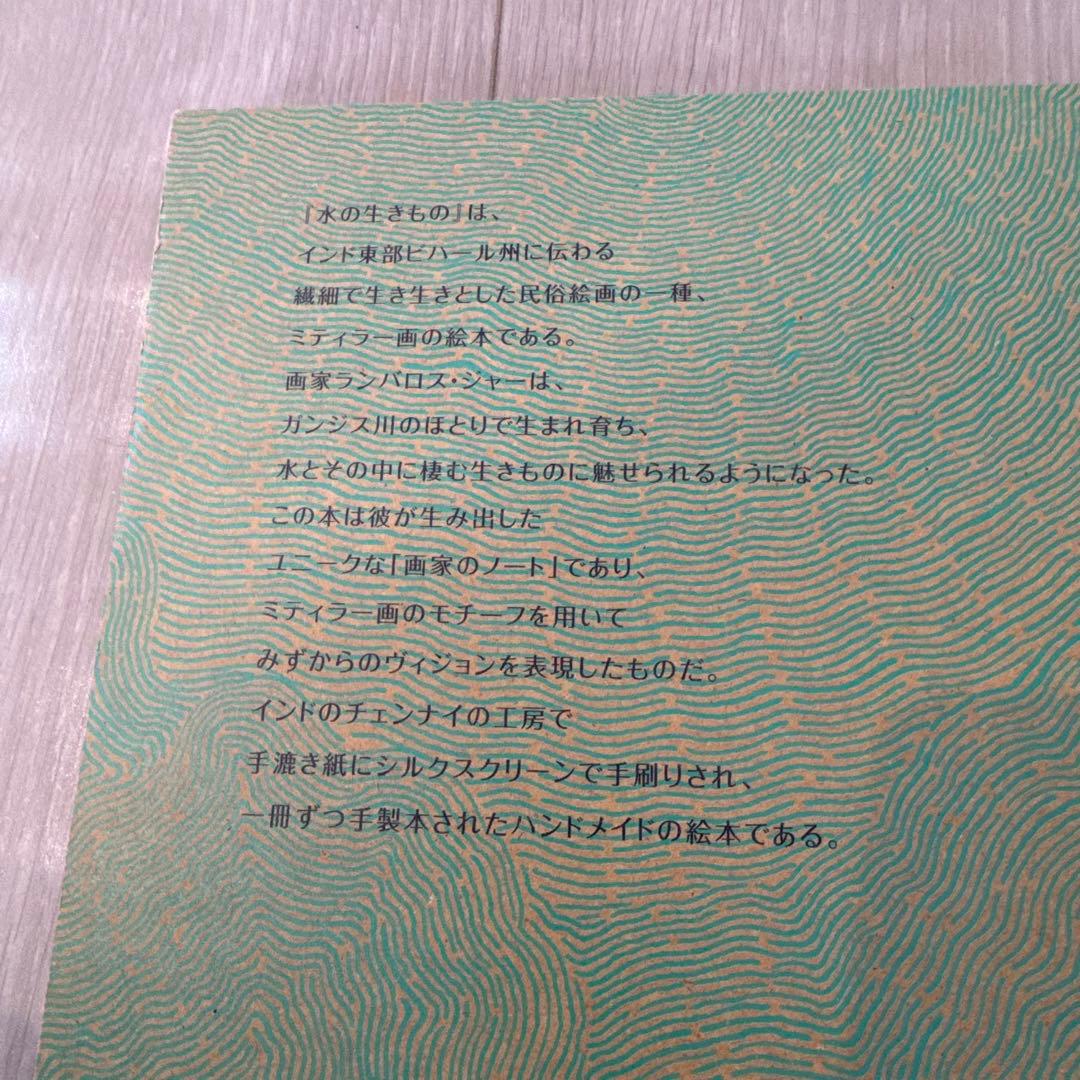 『水の生きもの』は、
インド東部ビハール州に伝わる
繊細で生き生きとした民俗絵画の一種、
ミティラー画の絵本である。
画家ランバロス・ジャーは、
ガンジス川のほとりで生まれ育ち、
水とその中に棲む生きものに魅せられるようになった。
この本は彼が生み出した
ユニークな「画家のノート」であり、
ミティラー画のモチーフを用いて
みずからのヴィジョンを表現したものだ。
インドのチェンナイの工房で
手漉き紙にシルクスクリーンで手刷りされ、
一冊ずつ手製本されたハンドメイドの絵本である。